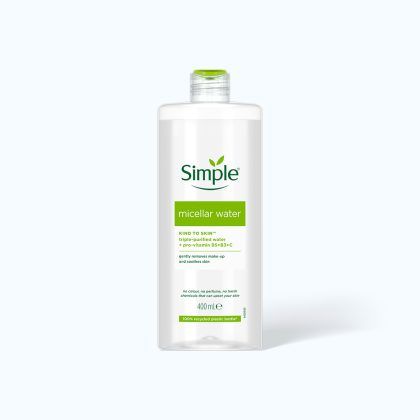 Simple®
micellar water
KIND TO SKIN™
triple-purified water
+ pro-vitamin B5+B3+C
gently removes make-up
and soothes skin
no colour, no perfume, no harsh
chemicals that can upset your skin
400mL℮
100% recycled plastic bottle*